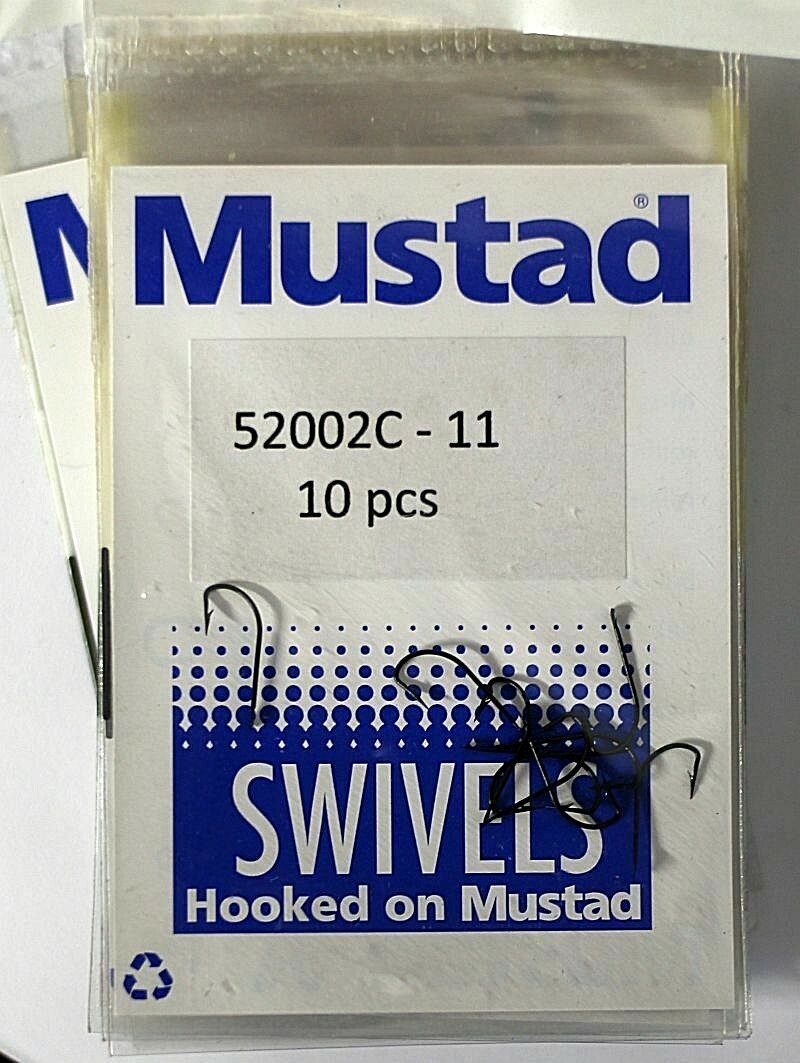 Mustad®
M
52002C - 11
10 pcs
SWIVELS
Hooked on Mustad